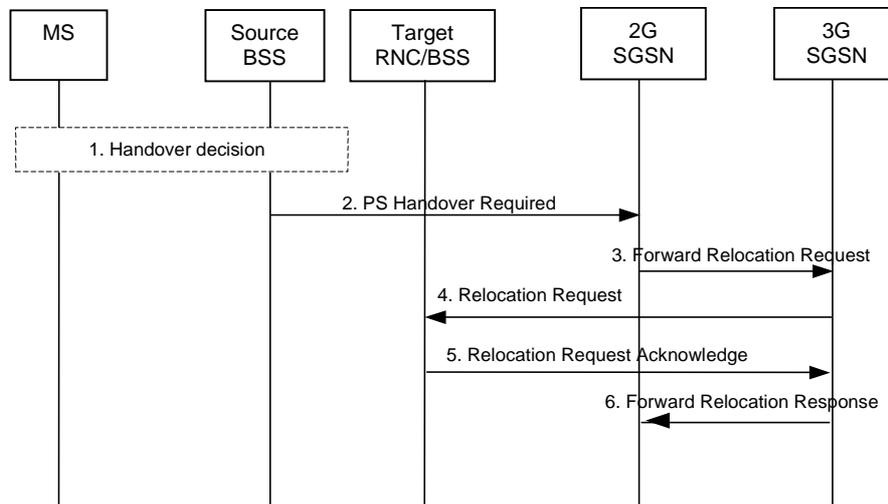 MS
Source
BSS
Target
RNC/BSS
2G
SGSN
3G
SGSN
1. Handover decision
2. PS Handover Required
3. Forward Relocation Request
4. Relocation Request
5. Relocation Request Acknowledge
6. Forward Relocation Response